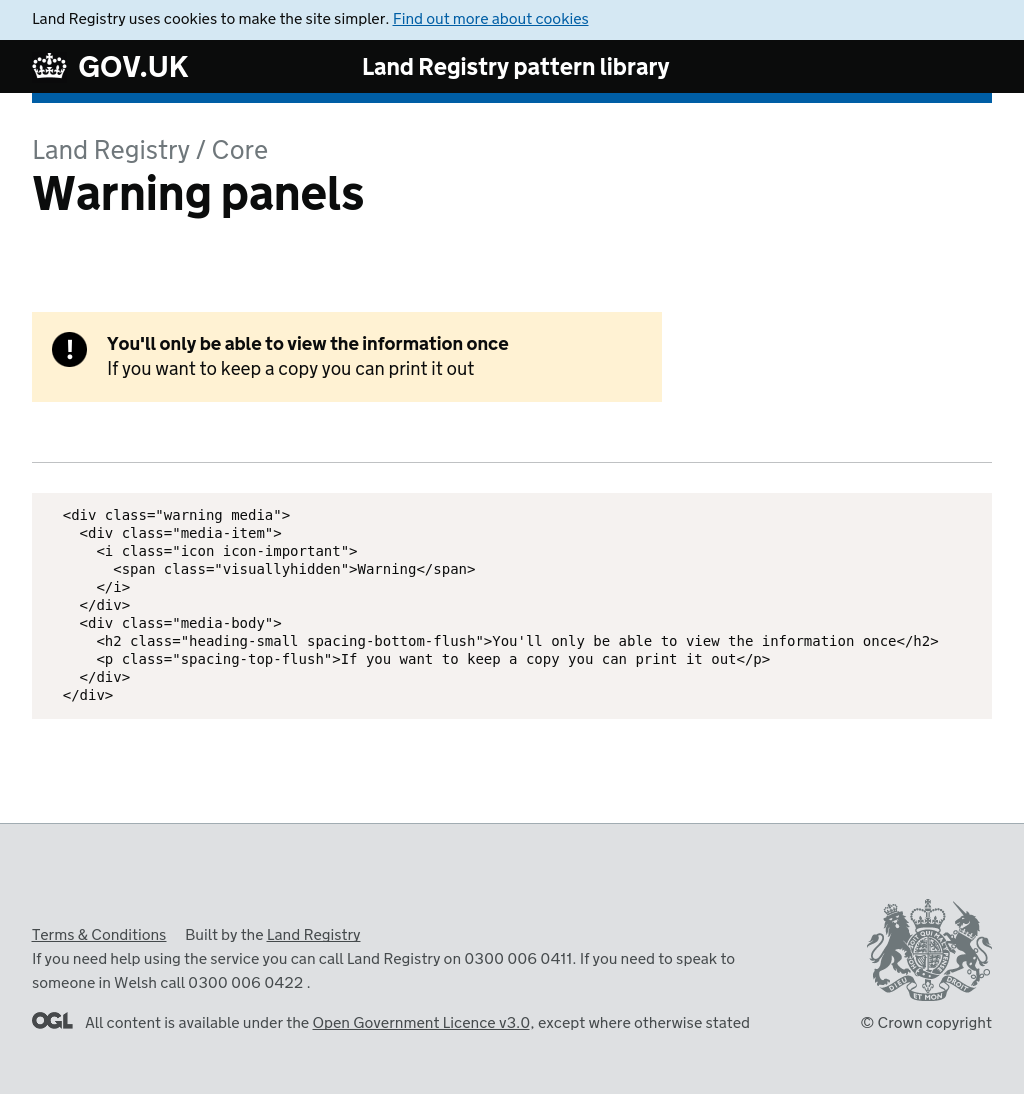 Land Registry uses cookies to make the site simpler. Find out more about cookies
GOV.UK Land Registry pattern library
Land Registry / Core
Warning panels
! You'll only be able to view the information once
If you want to keep a copy you can print it out
<div class="warning media">
  <div class="media-item">
    <i class="icon icon-important">
      <span class="visuallyhidden">Warning</span>
    </i>
  </div>
  <div class="media-body">
    <h2 class="heading-small spacing-bottom-flush">You'll only be able to view the information once</h2>
    <p class="spacing-top-flush">If you want to keep a copy you can print it out</p>
  </div>
</div>
Terms & Conditions Built by the Land Registry
If you need help using the service you can call Land Registry on 0300 006 0411. If you need to speak to
someone in Welsh call 0300 006 0422 .
DIEU ET MON DROIT
OGL All content is available under the Open Government Licence v3.0, except where otherwise stated
© Crown copyright